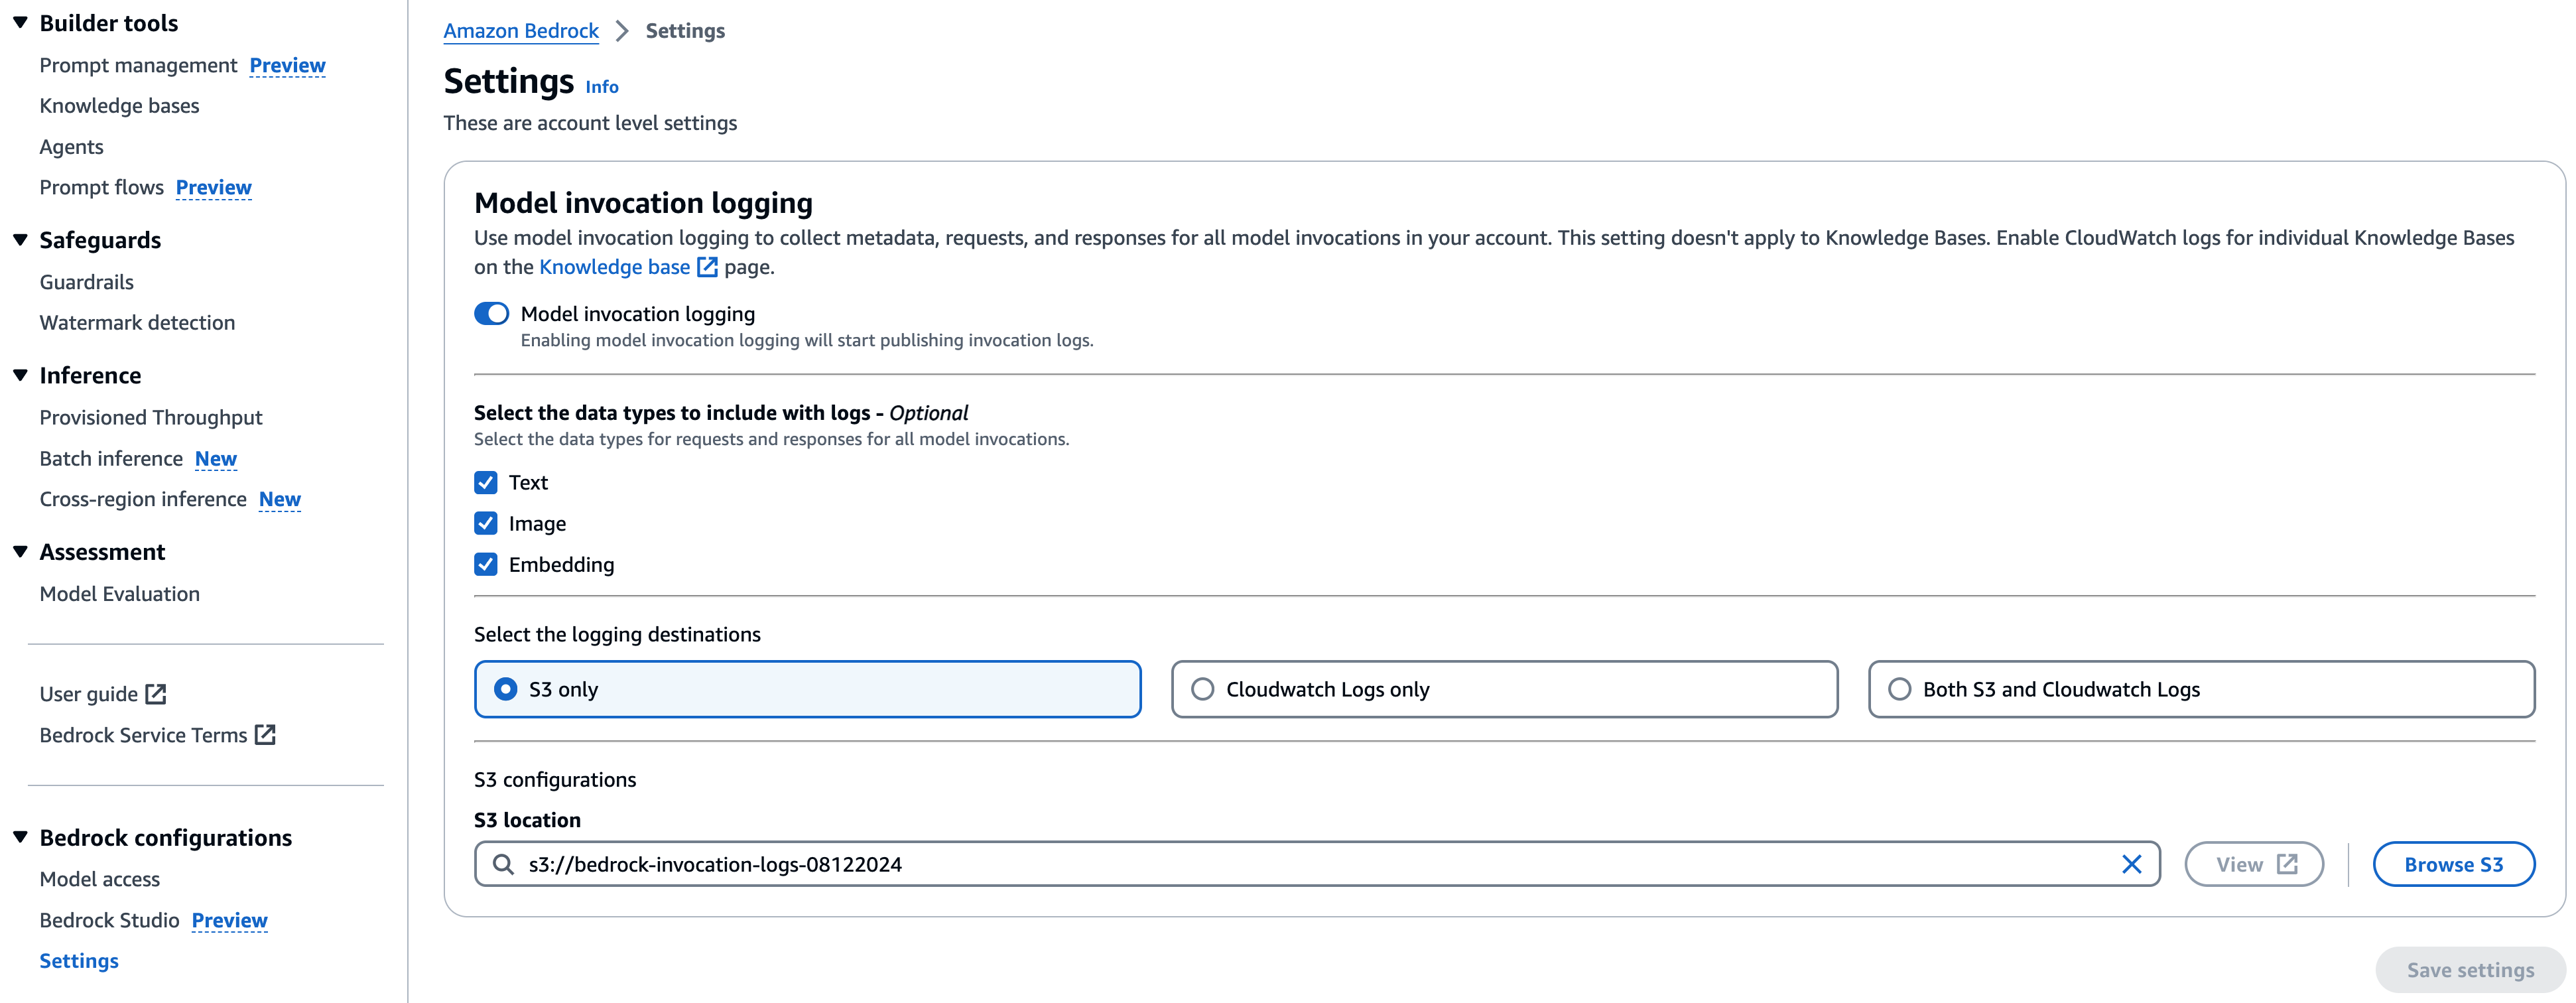 Builder tools
Prompt management Preview
Knowledge bases
Agents
Prompt flows Preview
Safeguards
Guardrails
Watermark detection
Inference
Provisioned Throughput
Batch inference New
Cross-region inference New
Assessment
Model Evaluation
User guide
Bedrock Service Terms
Bedrock configurations
Model access
Bedrock Studio Preview
Settings
Amazon Bedrock > Settings
Settings Info
These are account level settings
Model invocation logging
Use model invocation logging to collect metadata, requests, and responses for all model invocations in your account. This setting doesn't apply to Knowledge Bases. Enable CloudWatch logs for individual Knowledge Bases
on the Knowledge base page.
Model invocation logging
Enabling model invocation logging will start publishing invocation logs.
Select the data types to include with logs - Optional
Select the data types for requests and responses for all model invocations.
Text
Image
Embedding
Select the logging destinations
S3 only
Cloudwatch Logs only
Both S3 and Cloudwatch Logs
S3 configurations
S3 location
s3://bedrock-invocation-logs-08122024
View
Browse S3
Save settings